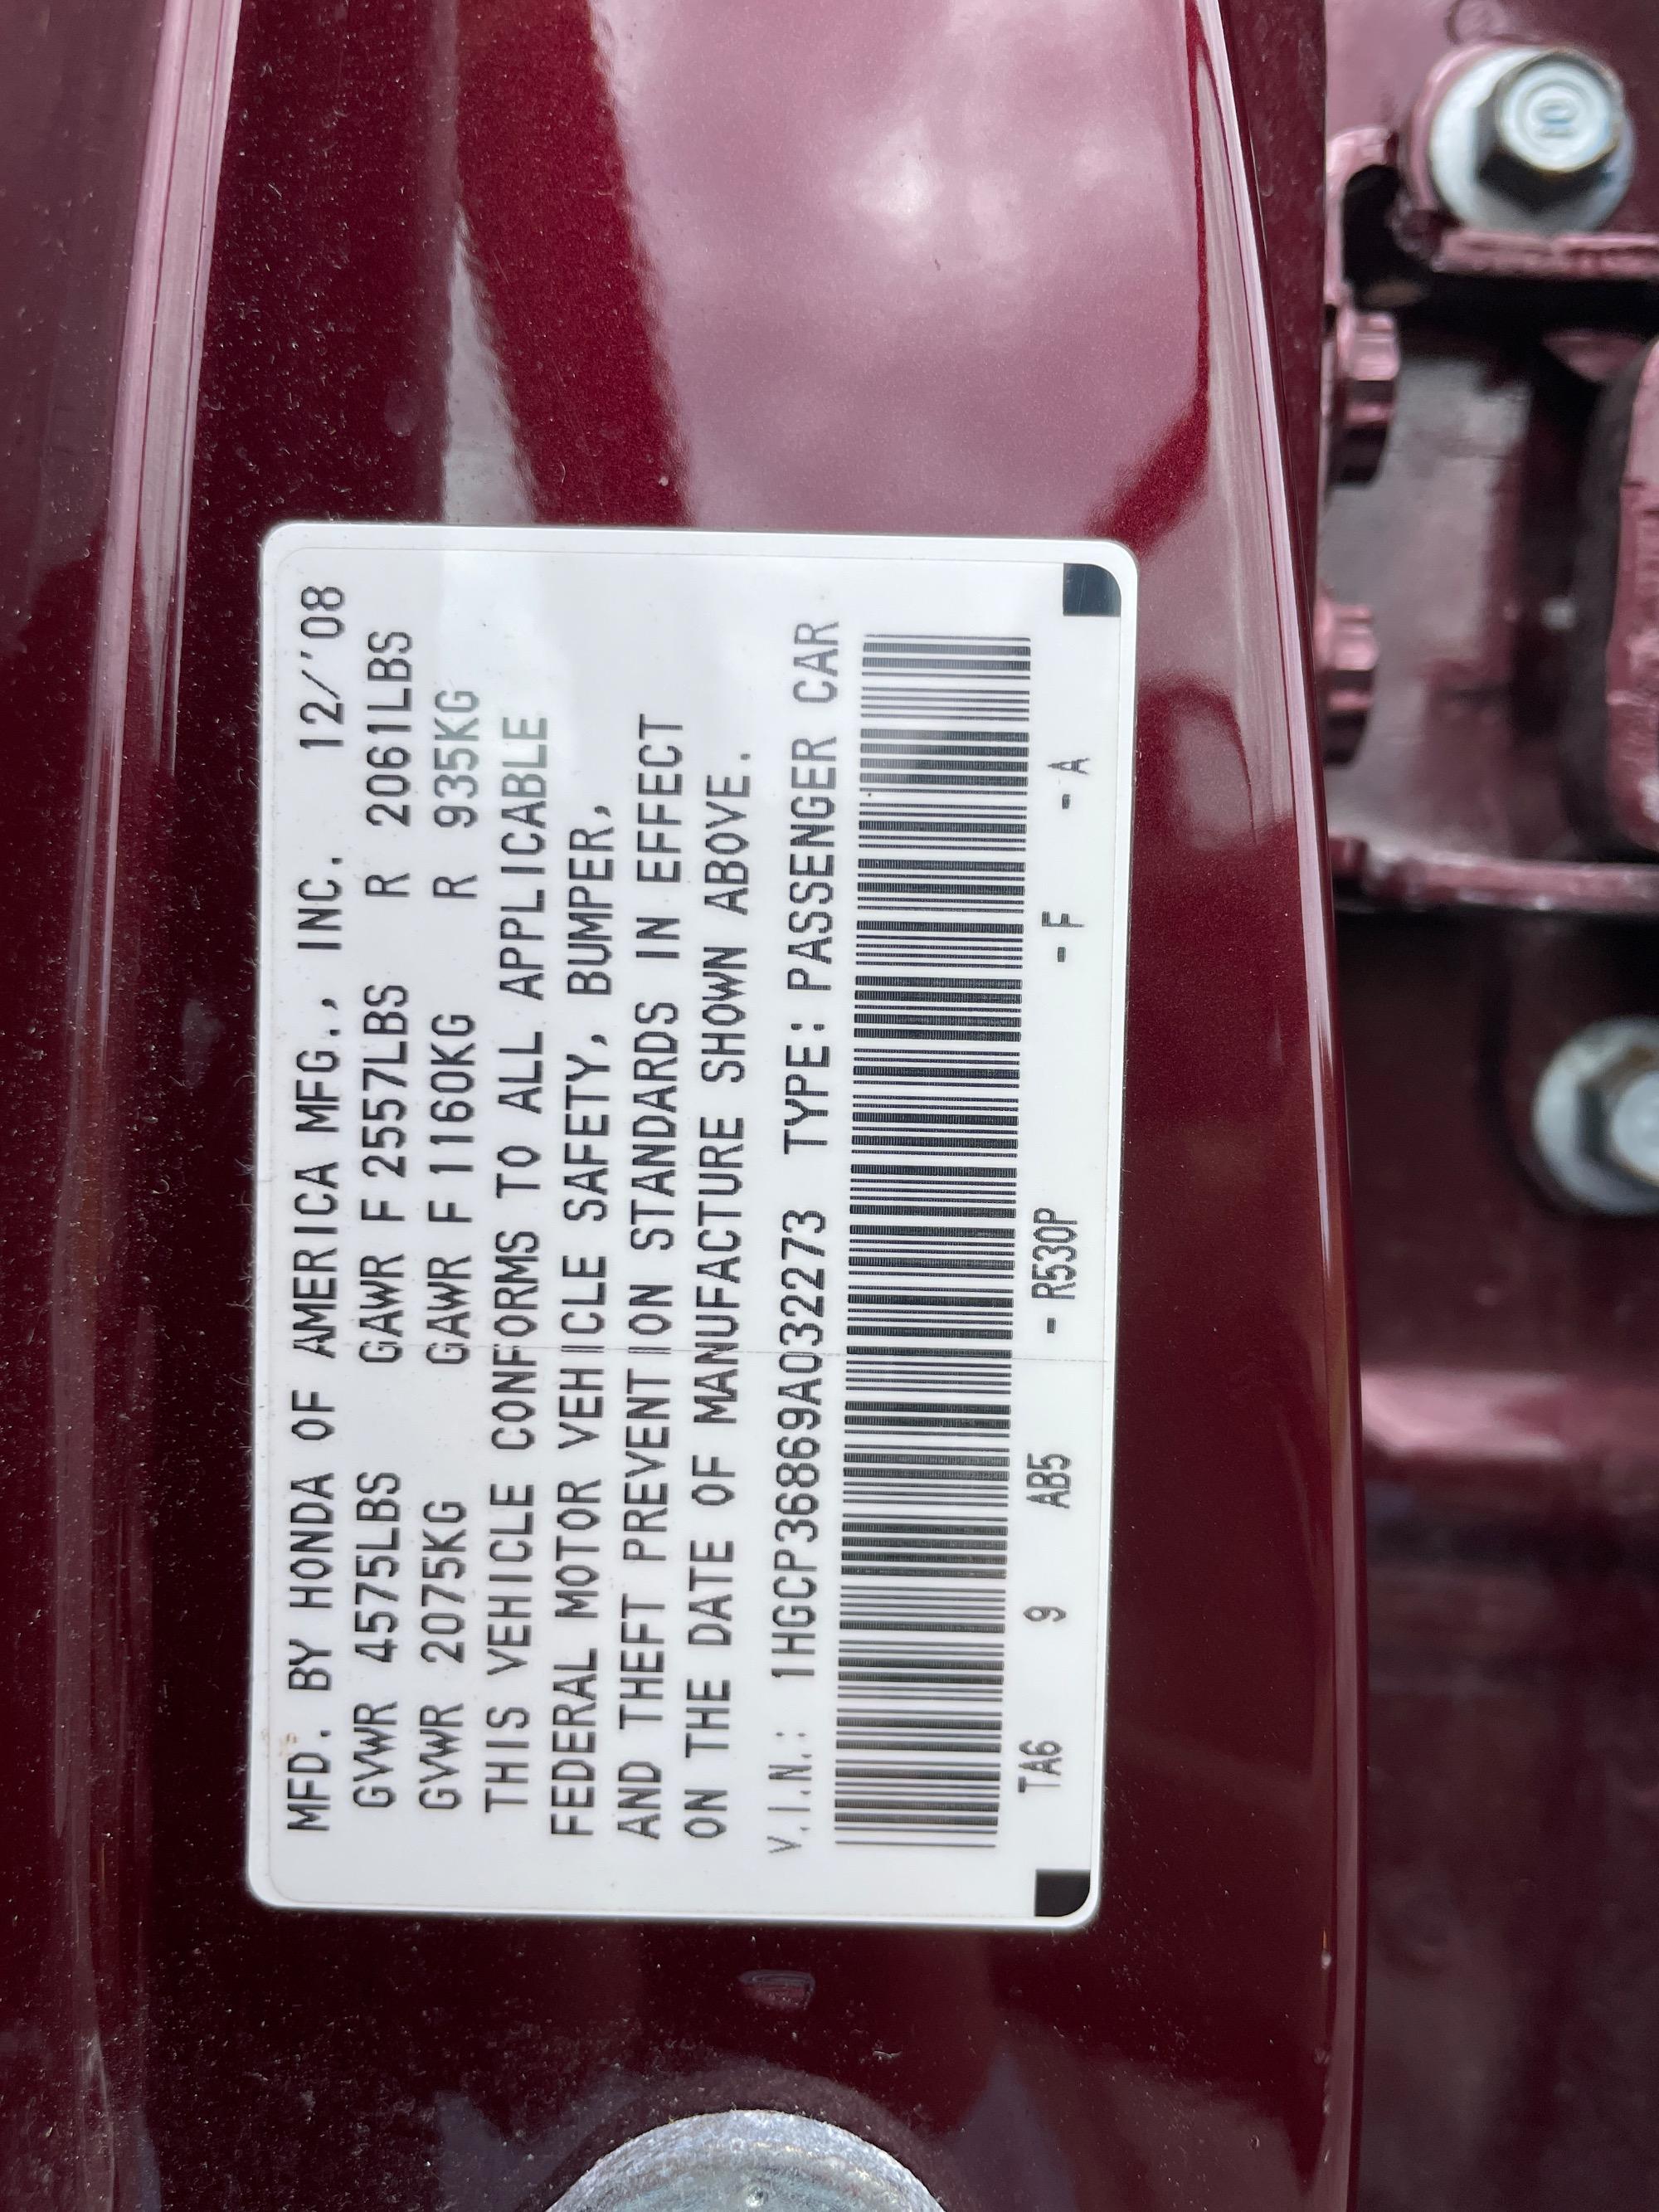 MFD. BY HONDA OF AMERICA MFG., INC. 12/'08
GVWR 4575LBS GAWR F 2557LBS R 2061LBS
GVWR 2075KG GAWR F 1160KG R 935KG
THIS VEHICLE CONFORMS TO ALL APPLICABLE
FEDERAL MOTOR VEHICLE SAFETY, BUMPER,
AND THEFT PREVENTION STANDARDS IN EFFECT
ON THE DATE OF MANUFACTURE SHOWN ABOVE.
V.I.N.: 1HGCP36869A032273 TYPE: PASSENGER CAR
TA6 9 AB5 - R530P - F - A
10